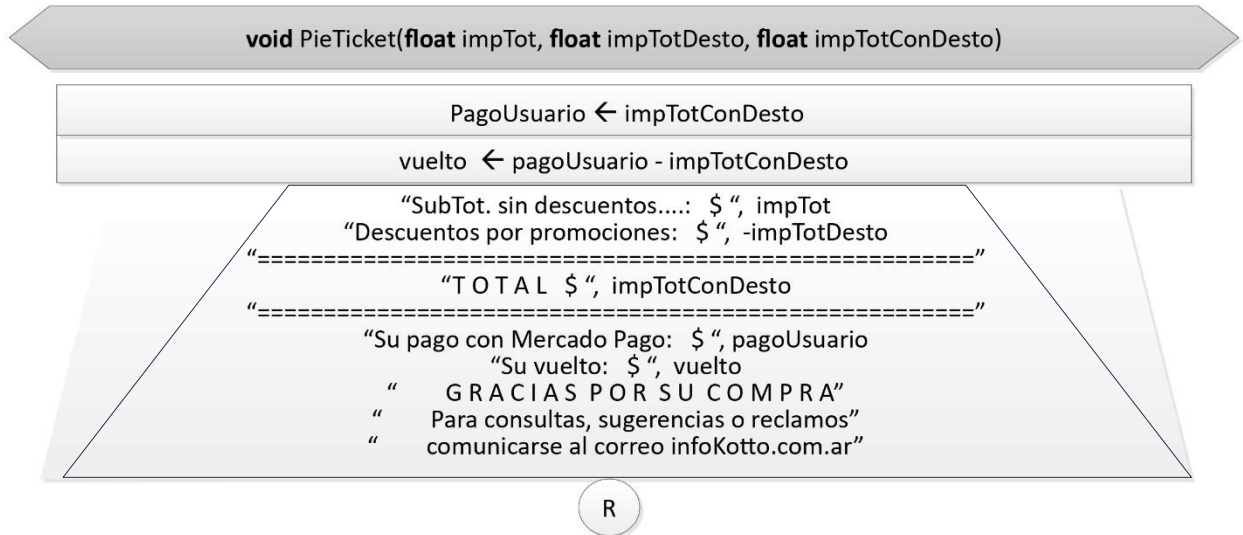 void PieTicket(float impTot, float impTotDesto, float impTotConDesto)
PagoUsuario ← impTotConDesto
vuelto ← pagoUsuario - impTotConDesto
“SubTot. sin descuentos....: $ “, impTot
“Descuentos por promociones: $ “, -impTotDesto
“======================================================”
“T O T A L $ “, impTotConDesto
“======================================================”
“Su pago con Mercado Pago: $ “, pagoUsuario
“Su vuelto: $ “, vuelto
“ G R A C I A S P O R S U C O M P R A”
“ Para consultas, sugerencias o reclamos”
“ comunicarse al correo infoKotto.com.ar”
R